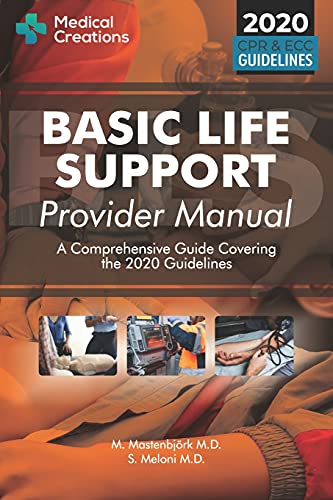 Medical
Creations
2020
CPR & ECC
GUIDELINES
BLS
BASIC LIFE
SUPPORT
Provider Manual
A Comprehensive Guide Covering
the 2020 Guidelines
M. Mastenbjörk M.D.
S. Meloni M.D.